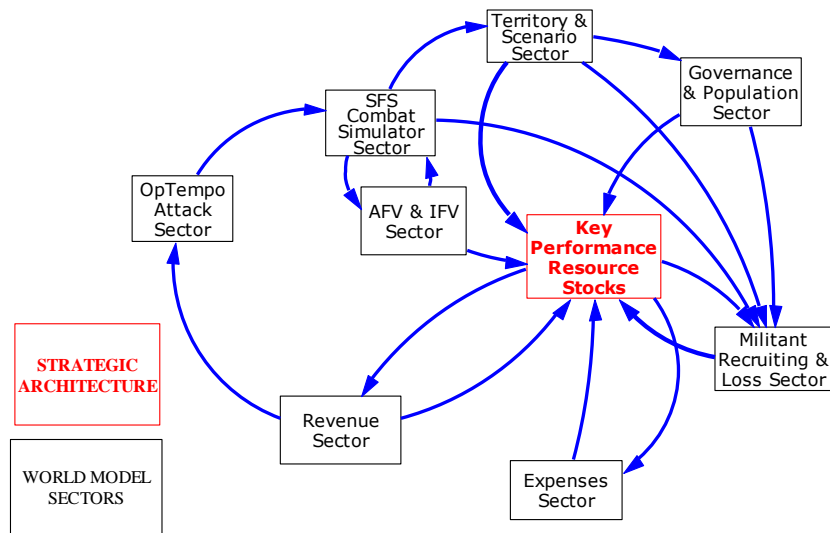 Territory &
Scenario
Sector
Governance
& Population
Sector
SFS
Combat
Simulator
Sector
OpTempo
Attack
Sector
AFV & IFV
Sector
Key
Performance
Resource
Stocks
Militant
Recruiting &
Loss Sector
STRATEGIC
ARCHITECTURE
Revenue
Sector
WORLD MODEL
SECTORS
Expenses
Sector